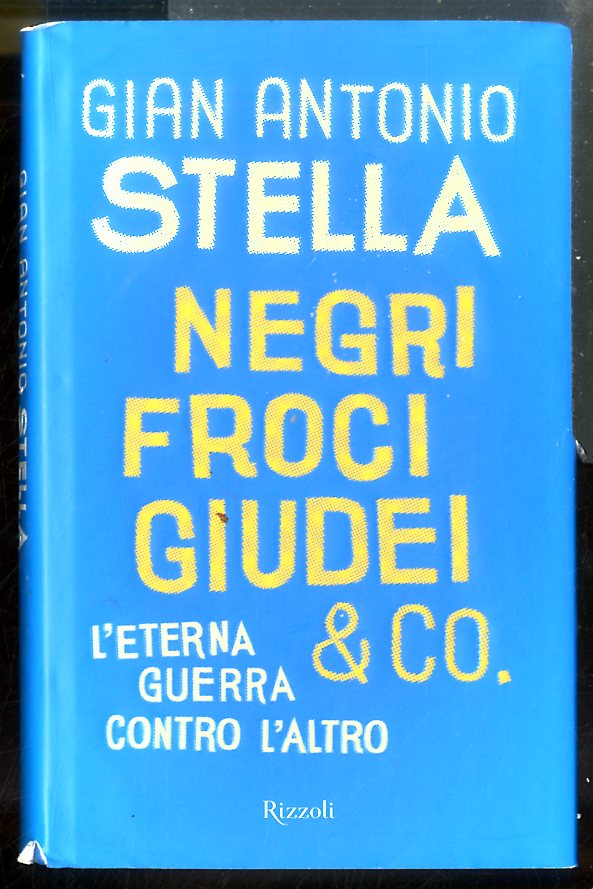 GIAN ANTONIO
STELLA
NEGRI
FROCI
GIUDEI
& CO.
L'ETERNA
GUERRA
CONTRO L'ALTRO
Rizzoli
GIAN ANTONIO STELLA